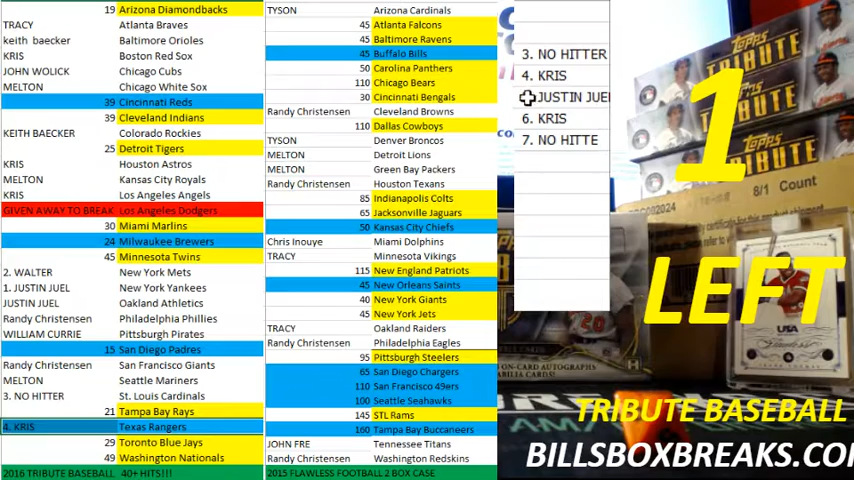 19 Arizona Diamondbacks
TRACY Atlanta Braves
keith baecker Baltimore Orioles
KRIS Boston Red Sox
JOHN WOLICK Chicago Cubs
MELTON Chicago White Sox
39 Cincinnati Reds
39 Cleveland Indians
KEITH BAECKER Colorado Rockies
25 Detroit Tigers
KRIS Houston Astros
MELTON Kansas City Royals
KRIS Los Angeles Angels
GIVEN AWAY TO BREAK Los Angeles Dodgers
30 Miami Marlins
24 Milwaukee Brewers
45 Minnesota Twins
2. WALTER New York Mets
1. JUSTIN JUEL New York Yankees
JUSTIN JUEL Oakland Athletics
Randy Christensen Philadelphia Phillies
WILLIAM CURRIE Pittsburgh Pirates
15 San Diego Padres
Randy Christensen San Francisco Giants
MELTON Seattle Mariners
3. NO HITTER St. Louis Cardinals
21 Tampa Bay Rays
4. KRIS Texas Rangers
29 Toronto Blue Jays
49 Washington Nationals
2016 TRIBUTE BASEBALL 40+ HITS!!!
TYSON Arizona Cardinals
45 Atlanta Falcons
45 Baltimore Ravens
45 Buffalo Bills
50 Carolina Panthers
110 Chicago Bears
30 Cincinnati Bengals
Randy Christensen Cleveland Browns
110 Dallas Cowboys
TYSON Denver Broncos
MELTON Detroit Lions
MELTON Green Bay Packers
Randy Christensen Houston Texans
85 Indianapolis Colts
65 Jacksonville Jaguars
50 Kansas City Chiefs
Chris Inouye Miami Dolphins
TRACY Minnesota Vikings
115 New England Patriots
45 New Orleans Saints
40 New York Giants
45 New York Jets
TRACY Oakland Raiders
Randy Christensen Philadelphia Eagles
95 Pittsburgh Steelers
65 San Diego Chargers
110 San Francisco 49ers
100 Seattle Seahawks
145 STL Rams
160 Tampa Bay Buccaneers
JOHN FRE Tennessee Titans
Randy Christensen Washington Redskins
2015 FLAWLESS FOOTBALL 2 BOX CASE
3. NO HITTER
4. KRIS
JUSTIN JUE
6. KRIS
7. NO HITTE
Topps
TRIBUTE
TRIBUTE
TRIBUTE
8/1 Count
1
LEFT
USA
TRIBUTE BASEBALL
BILLSBOXBREAKS.CO